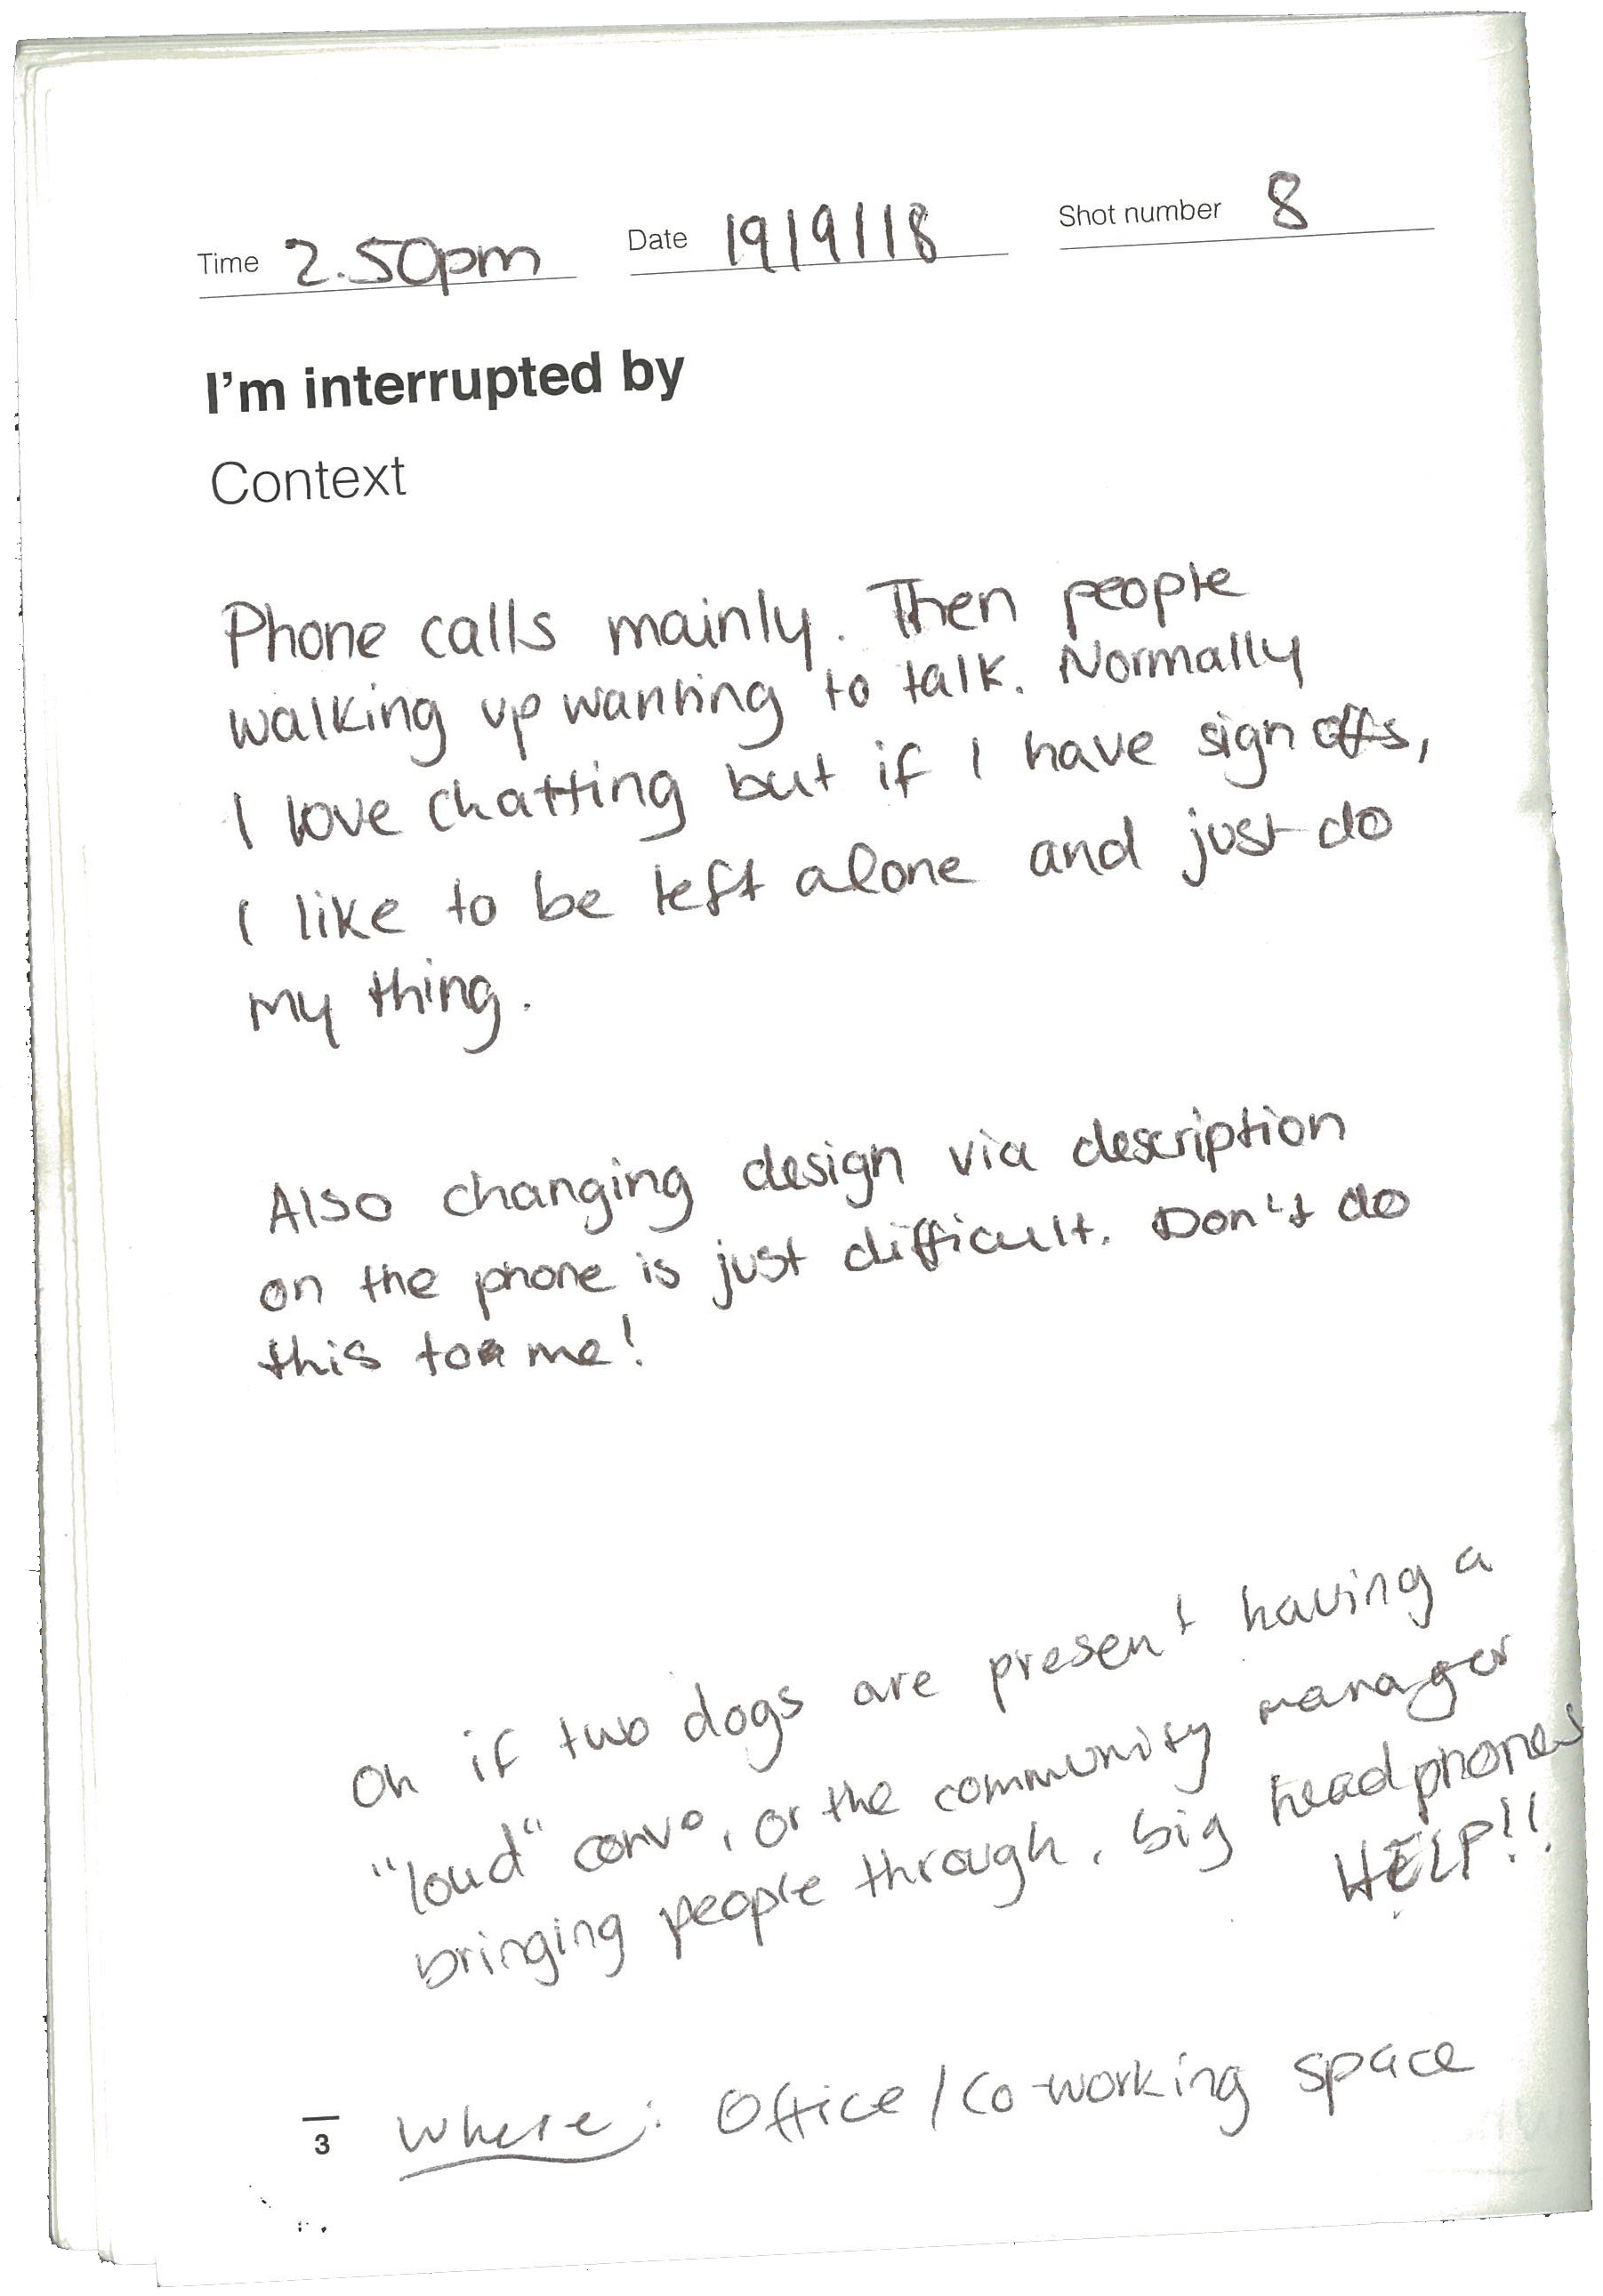 Time 2.50pm Date 19/9/18 Shot number 8
I'm interrupted by
Context
Phone calls mainly. Then people
walking up wanting to talk. Normally
I love chatting but if I have sign offs,
I like to be left alone and just do
my thing.
Also changing design via description
on the phone is just difficult. Don't do
this to me!
Oh if two dogs are present having a
"loud" convo, or the community manager
bringing people through. big headphones
HELP!!
3 Where: Office/Co-working space